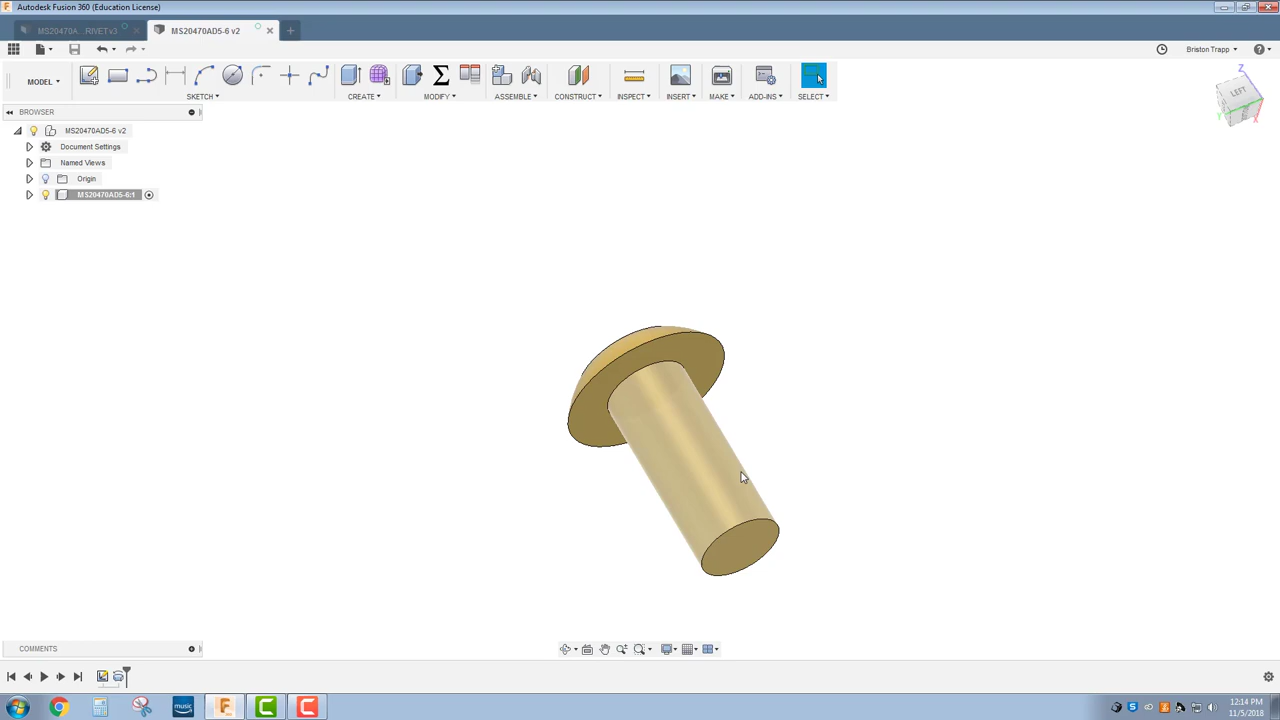 Autodesk Fusion 360 (Education License)
MS20470A... RIVET v3
MS20470AD5-6 v2
Briston Trapp
MODEL
SKETCH
CREATE
MODIFY
ASSEMBLE
CONSTRUCT
INSPECT
INSERT
MAKE
ADD-INS
SELECT
Z
LEFT
Y
X
BROWSER
MS20470AD5-6 v2
Document Settings
Named Views
Origin
MS20470AD5-6:1
COMMENTS
music
12:14 PM
11/5/2018